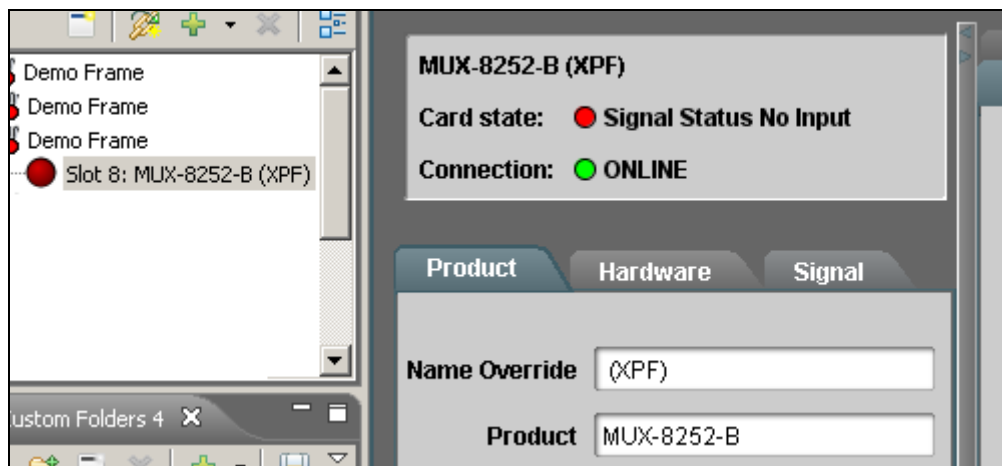 Demo Frame
Demo Frame
Demo Frame
Slot 8: MUX-8252-B (XPF)
ustom Folders 4
MUX-8252-B (XPF)
Card state: Signal Status No Input
Connection: ONLINE
Product Hardware Signal
Name Override (XPF)
Product MUX-8252-B